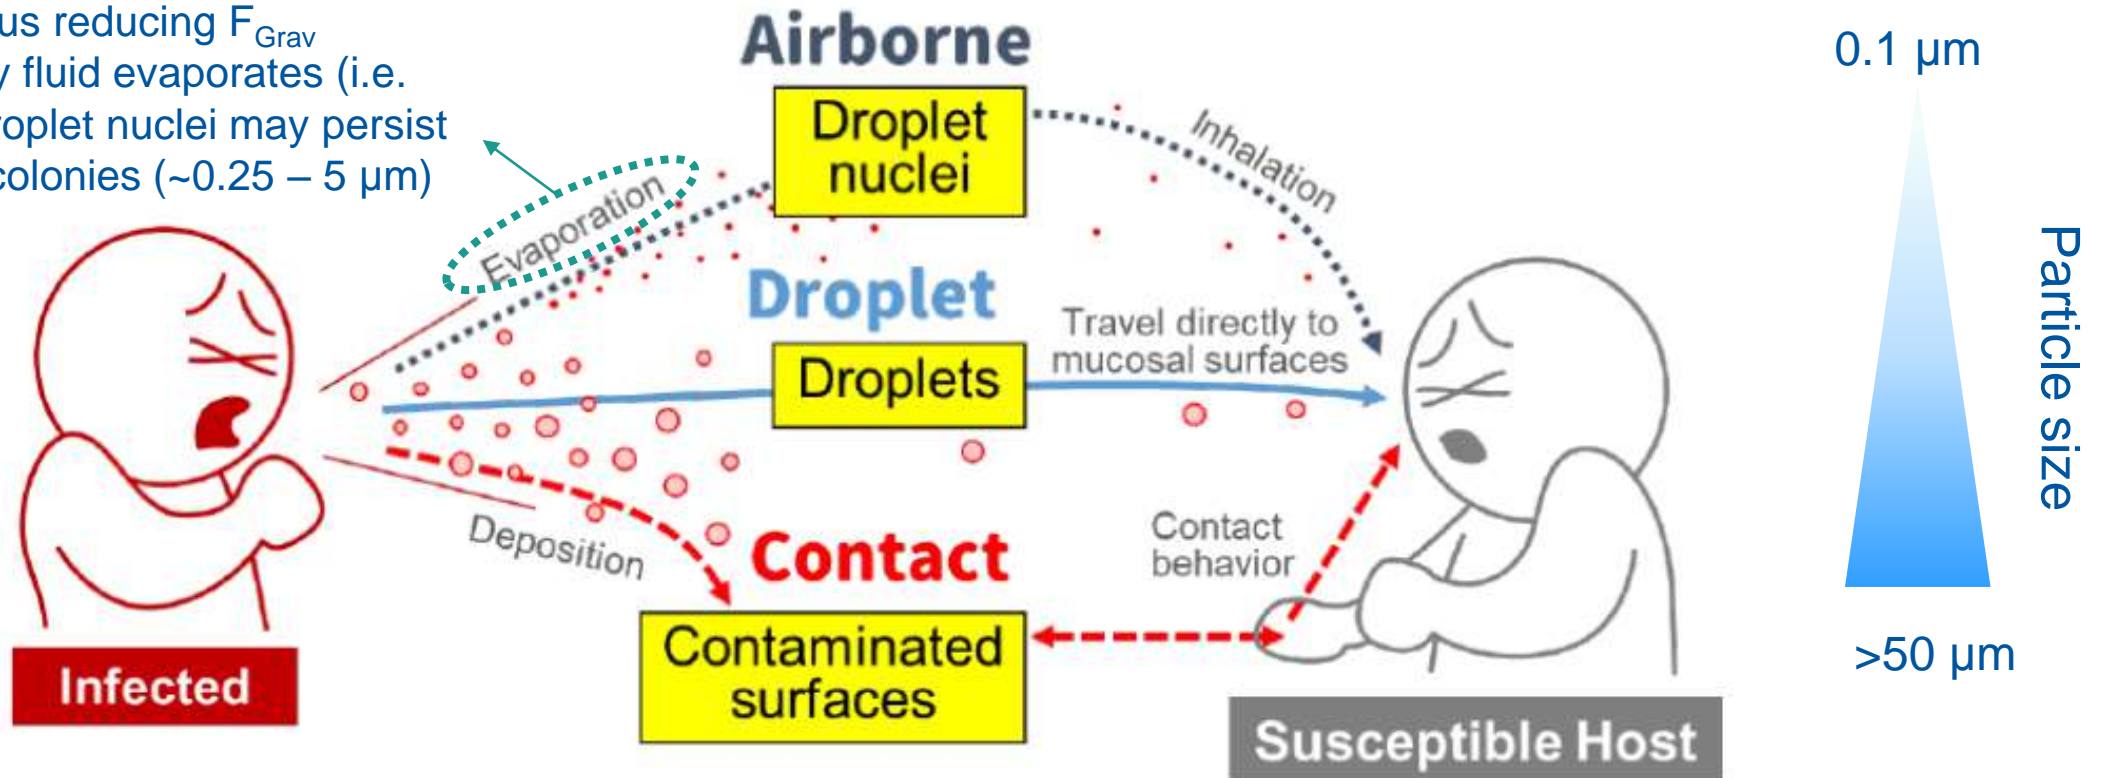 us reducing F_Grav
y fluid evaporates (i.e.
roplet nuclei may persist
colonies (~0.25 – 5 µm)
Airborne
Droplet
nuclei
Inhalation
Evaporation
Droplet
Droplets
Travel directly to
mucosal surfaces
Deposition
Contact
Contact
behavior
Contaminated
surfaces
Infected
Susceptible Host
0.1 µm
Particle size
>50 µm